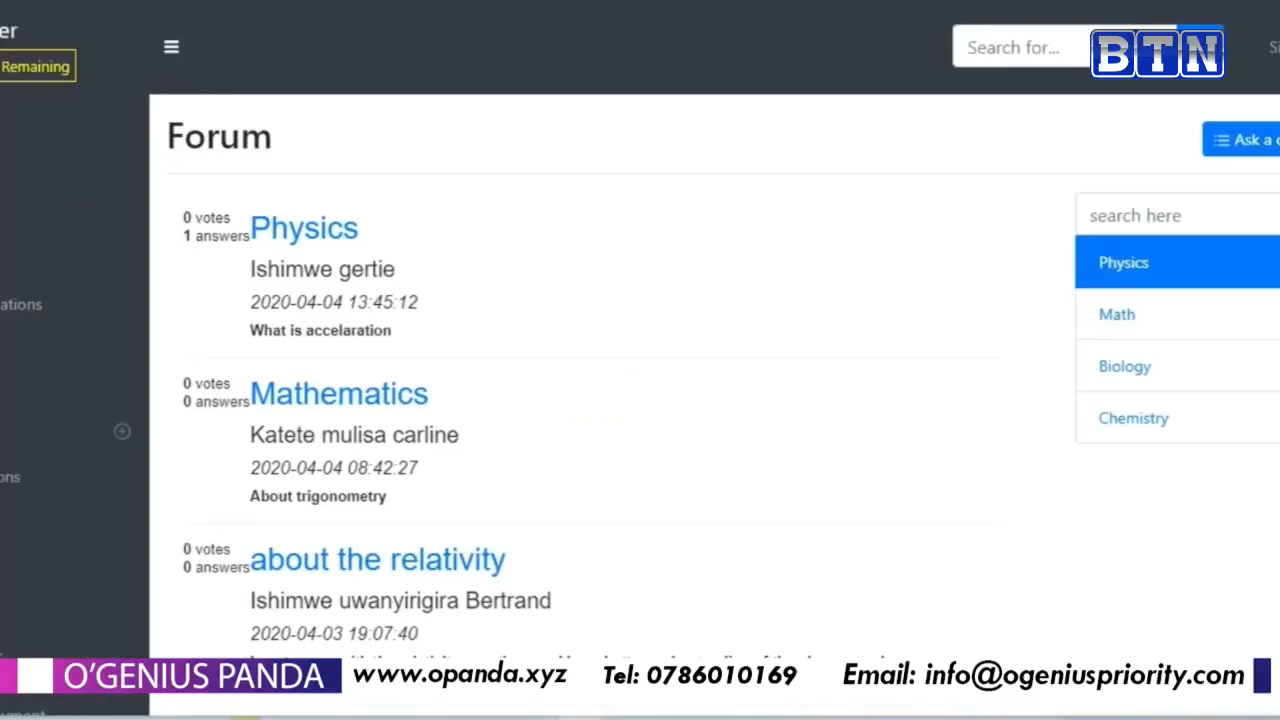 er
Remaining
Search for...
BTN
Forum
Ask a
0 votes
1 answers
Physics
Ishimwe gertie
2020-04-04 13:45:12
What is accelaration
search here
Physics
Math
Biology
Chemistry
ations
0 votes
0 answers
Mathematics
Katete mulisa carline
2020-04-04 08:42:27
About trigonometry
ons
0 votes
0 answers
about the relativity
Ishimwe uwanyirigira Bertrand
2020-04-03 19:07:40
O'GENIUS PANDA
www.opanda.xyz
Tel: 0786010169
Email: info@ogeniuspriority.com